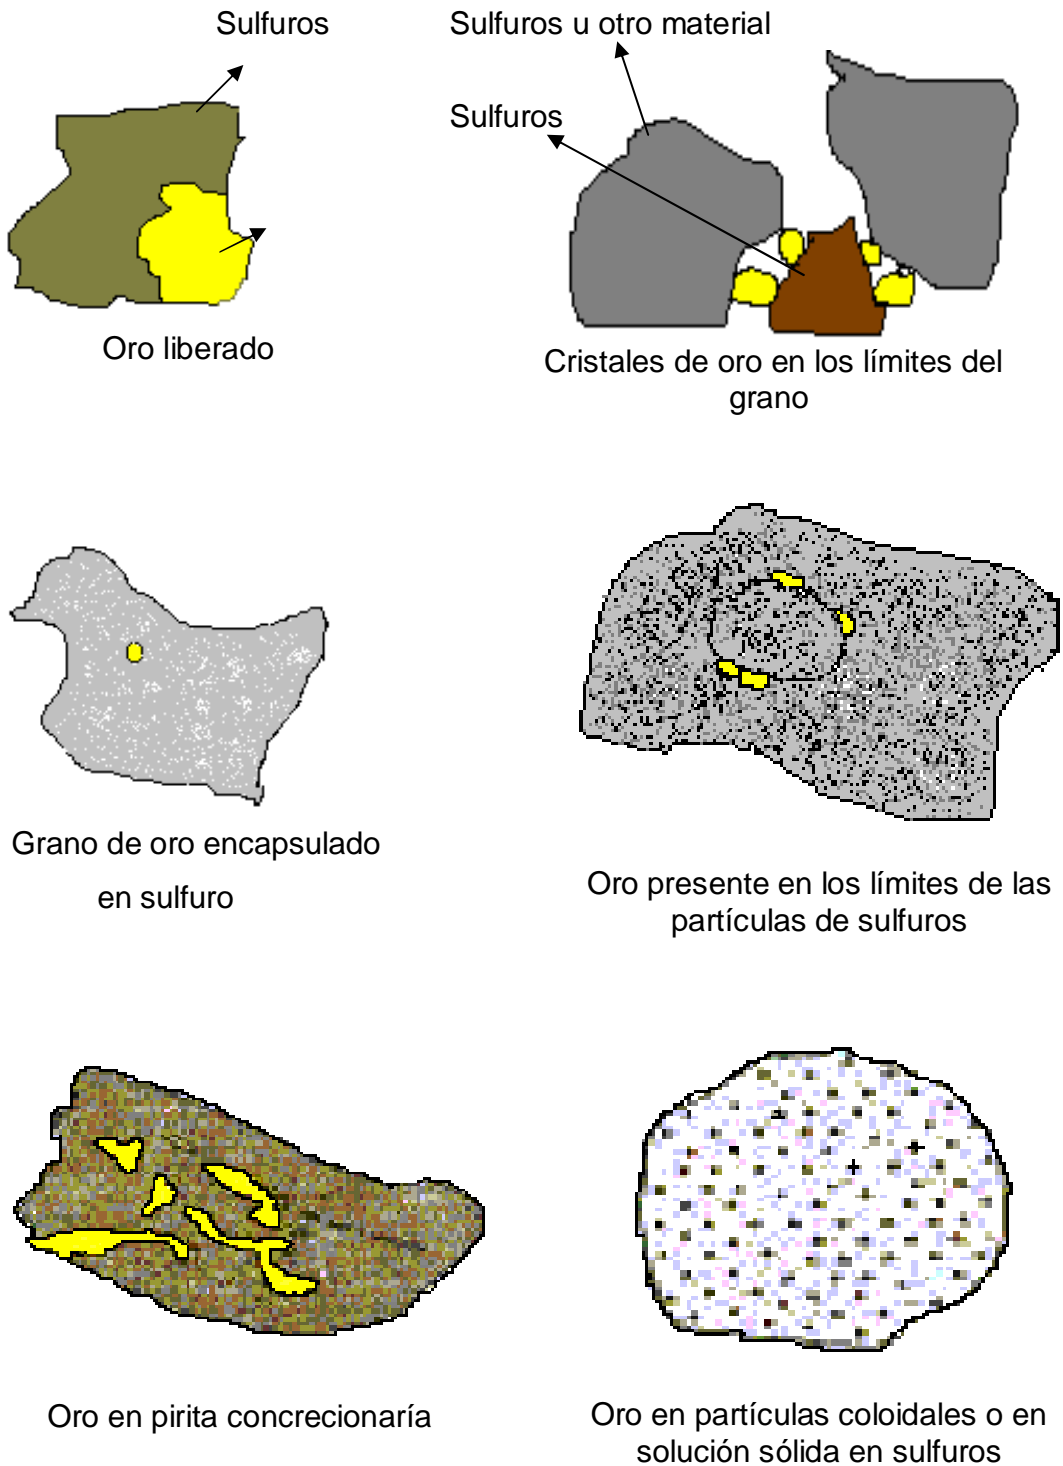 Sulfuros
Sulfuros u otro material
Sulfuros
Oro liberado
Cristales de oro en los límites del
grano
Grano de oro encapsulado
en sulfuro
Oro presente en los límites de las
partículas de sulfuros
Oro en pirita concrecionaría
Oro en partículas coloidales o en
solución sólida en sulfuros